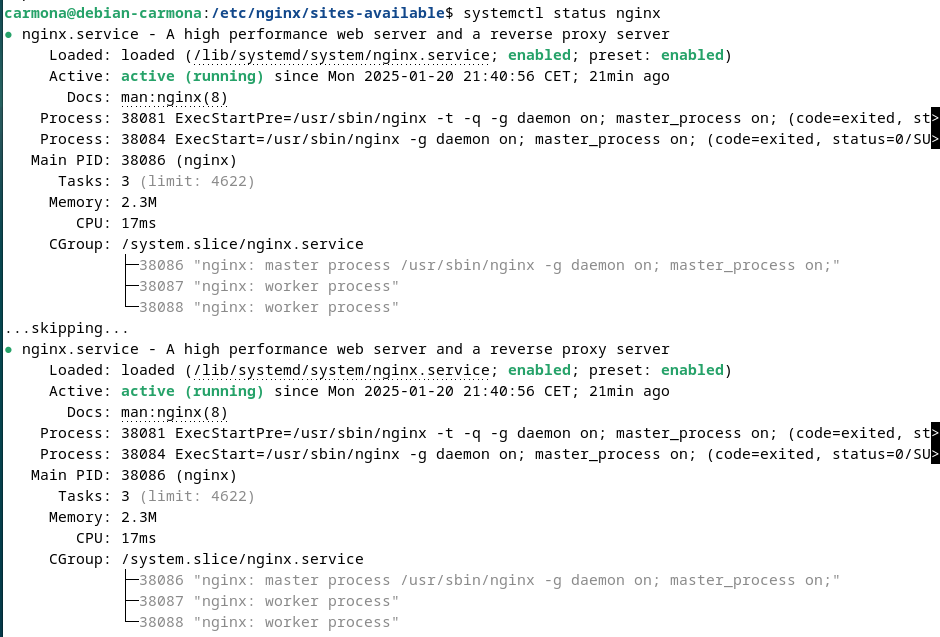 carmona@debian-carmona:/etc/nginx/sites-available$ systemctl status nginx
● nginx.service - A high performance web server and a reverse proxy server
     Loaded: loaded (/lib/systemd/system/nginx.service; enabled; preset: enabled)
     Active: active (running) since Mon 2025-01-20 21:40:56 CET; 21min ago
       Docs: man:nginx(8)
    Process: 38081 ExecStartPre=/usr/sbin/nginx -t -q -g daemon on; master_process on; (code=exited, st>
    Process: 38084 ExecStart=/usr/sbin/nginx -g daemon on; master_process on; (code=exited, status=0/SU>
   Main PID: 38086 (nginx)
      Tasks: 3 (limit: 4622)
     Memory: 2.3M
        CPU: 17ms
     CGroup: /system.slice/nginx.service
             ├─38086 "nginx: master process /usr/sbin/nginx -g daemon on; master_process on;"
             ├─38087 "nginx: worker process"
             └─38088 "nginx: worker process"
...skipping...
● nginx.service - A high performance web server and a reverse proxy server
     Loaded: loaded (/lib/systemd/system/nginx.service; enabled; preset: enabled)
     Active: active (running) since Mon 2025-01-20 21:40:56 CET; 21min ago
       Docs: man:nginx(8)
    Process: 38081 ExecStartPre=/usr/sbin/nginx -t -q -g daemon on; master_process on; (code=exited, st>
    Process: 38084 ExecStart=/usr/sbin/nginx -g daemon on; master_process on; (code=exited, status=0/SU>
   Main PID: 38086 (nginx)
      Tasks: 3 (limit: 4622)
     Memory: 2.3M
        CPU: 17ms
     CGroup: /system.slice/nginx.service
             ├─38086 "nginx: master process /usr/sbin/nginx -g daemon on; master_process on;"
             ├─38087 "nginx: worker process"
             └─38088 "nginx: worker process"